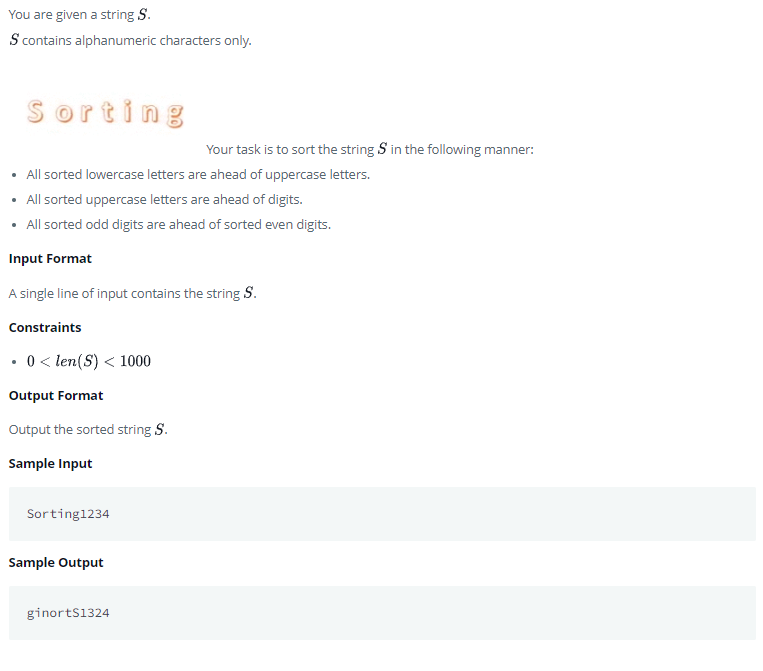 You are given a string S.
S contains alphanumeric characters only.
Sorting
Your task is to sort the string S in the following manner:
• All sorted lowercase letters are ahead of uppercase letters.
• All sorted uppercase letters are ahead of digits.
• All sorted odd digits are ahead of sorted even digits.
Input Format
A single line of input contains the string S.
Constraints
• 0 < len(S) < 1000
Output Format
Output the sorted string S.
Sample Input
Sorting1234
Sample Output
ginortS1324